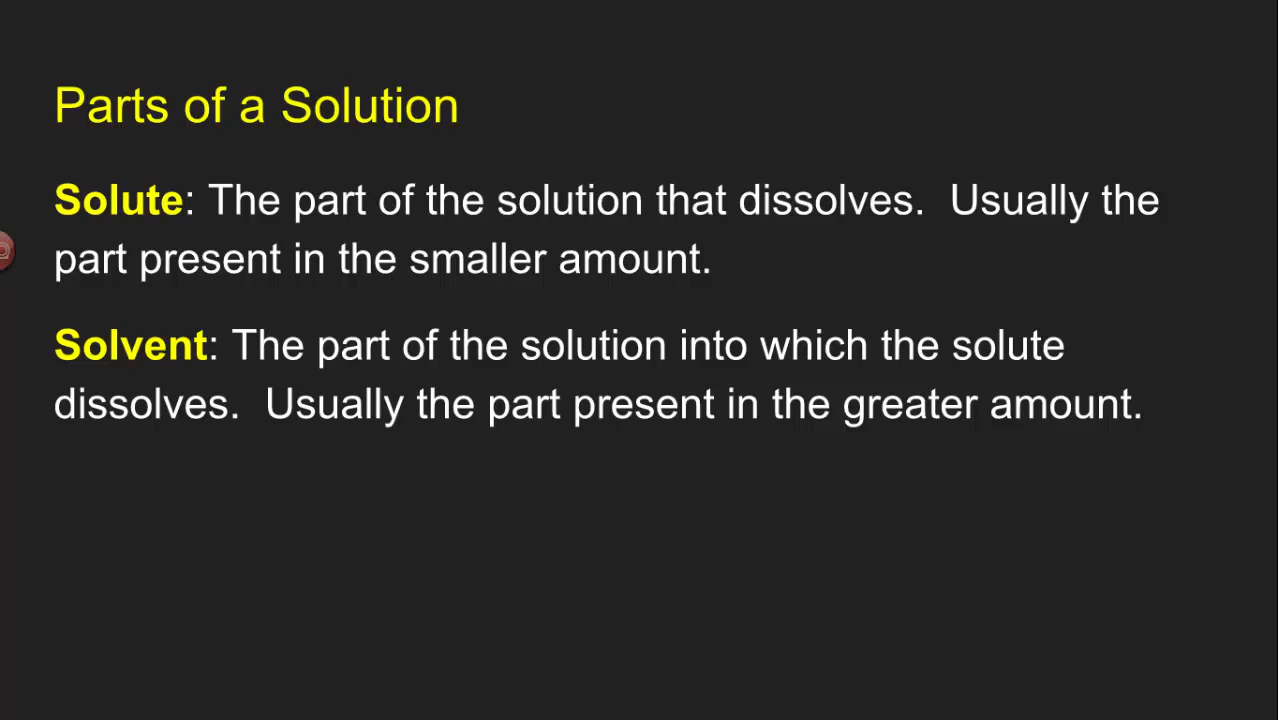 Parts of a Solution
Solute: The part of the solution that dissolves.  Usually the
part present in the smaller amount.
Solvent: The part of the solution into which the solute
dissolves.  Usually the part present in the greater amount.